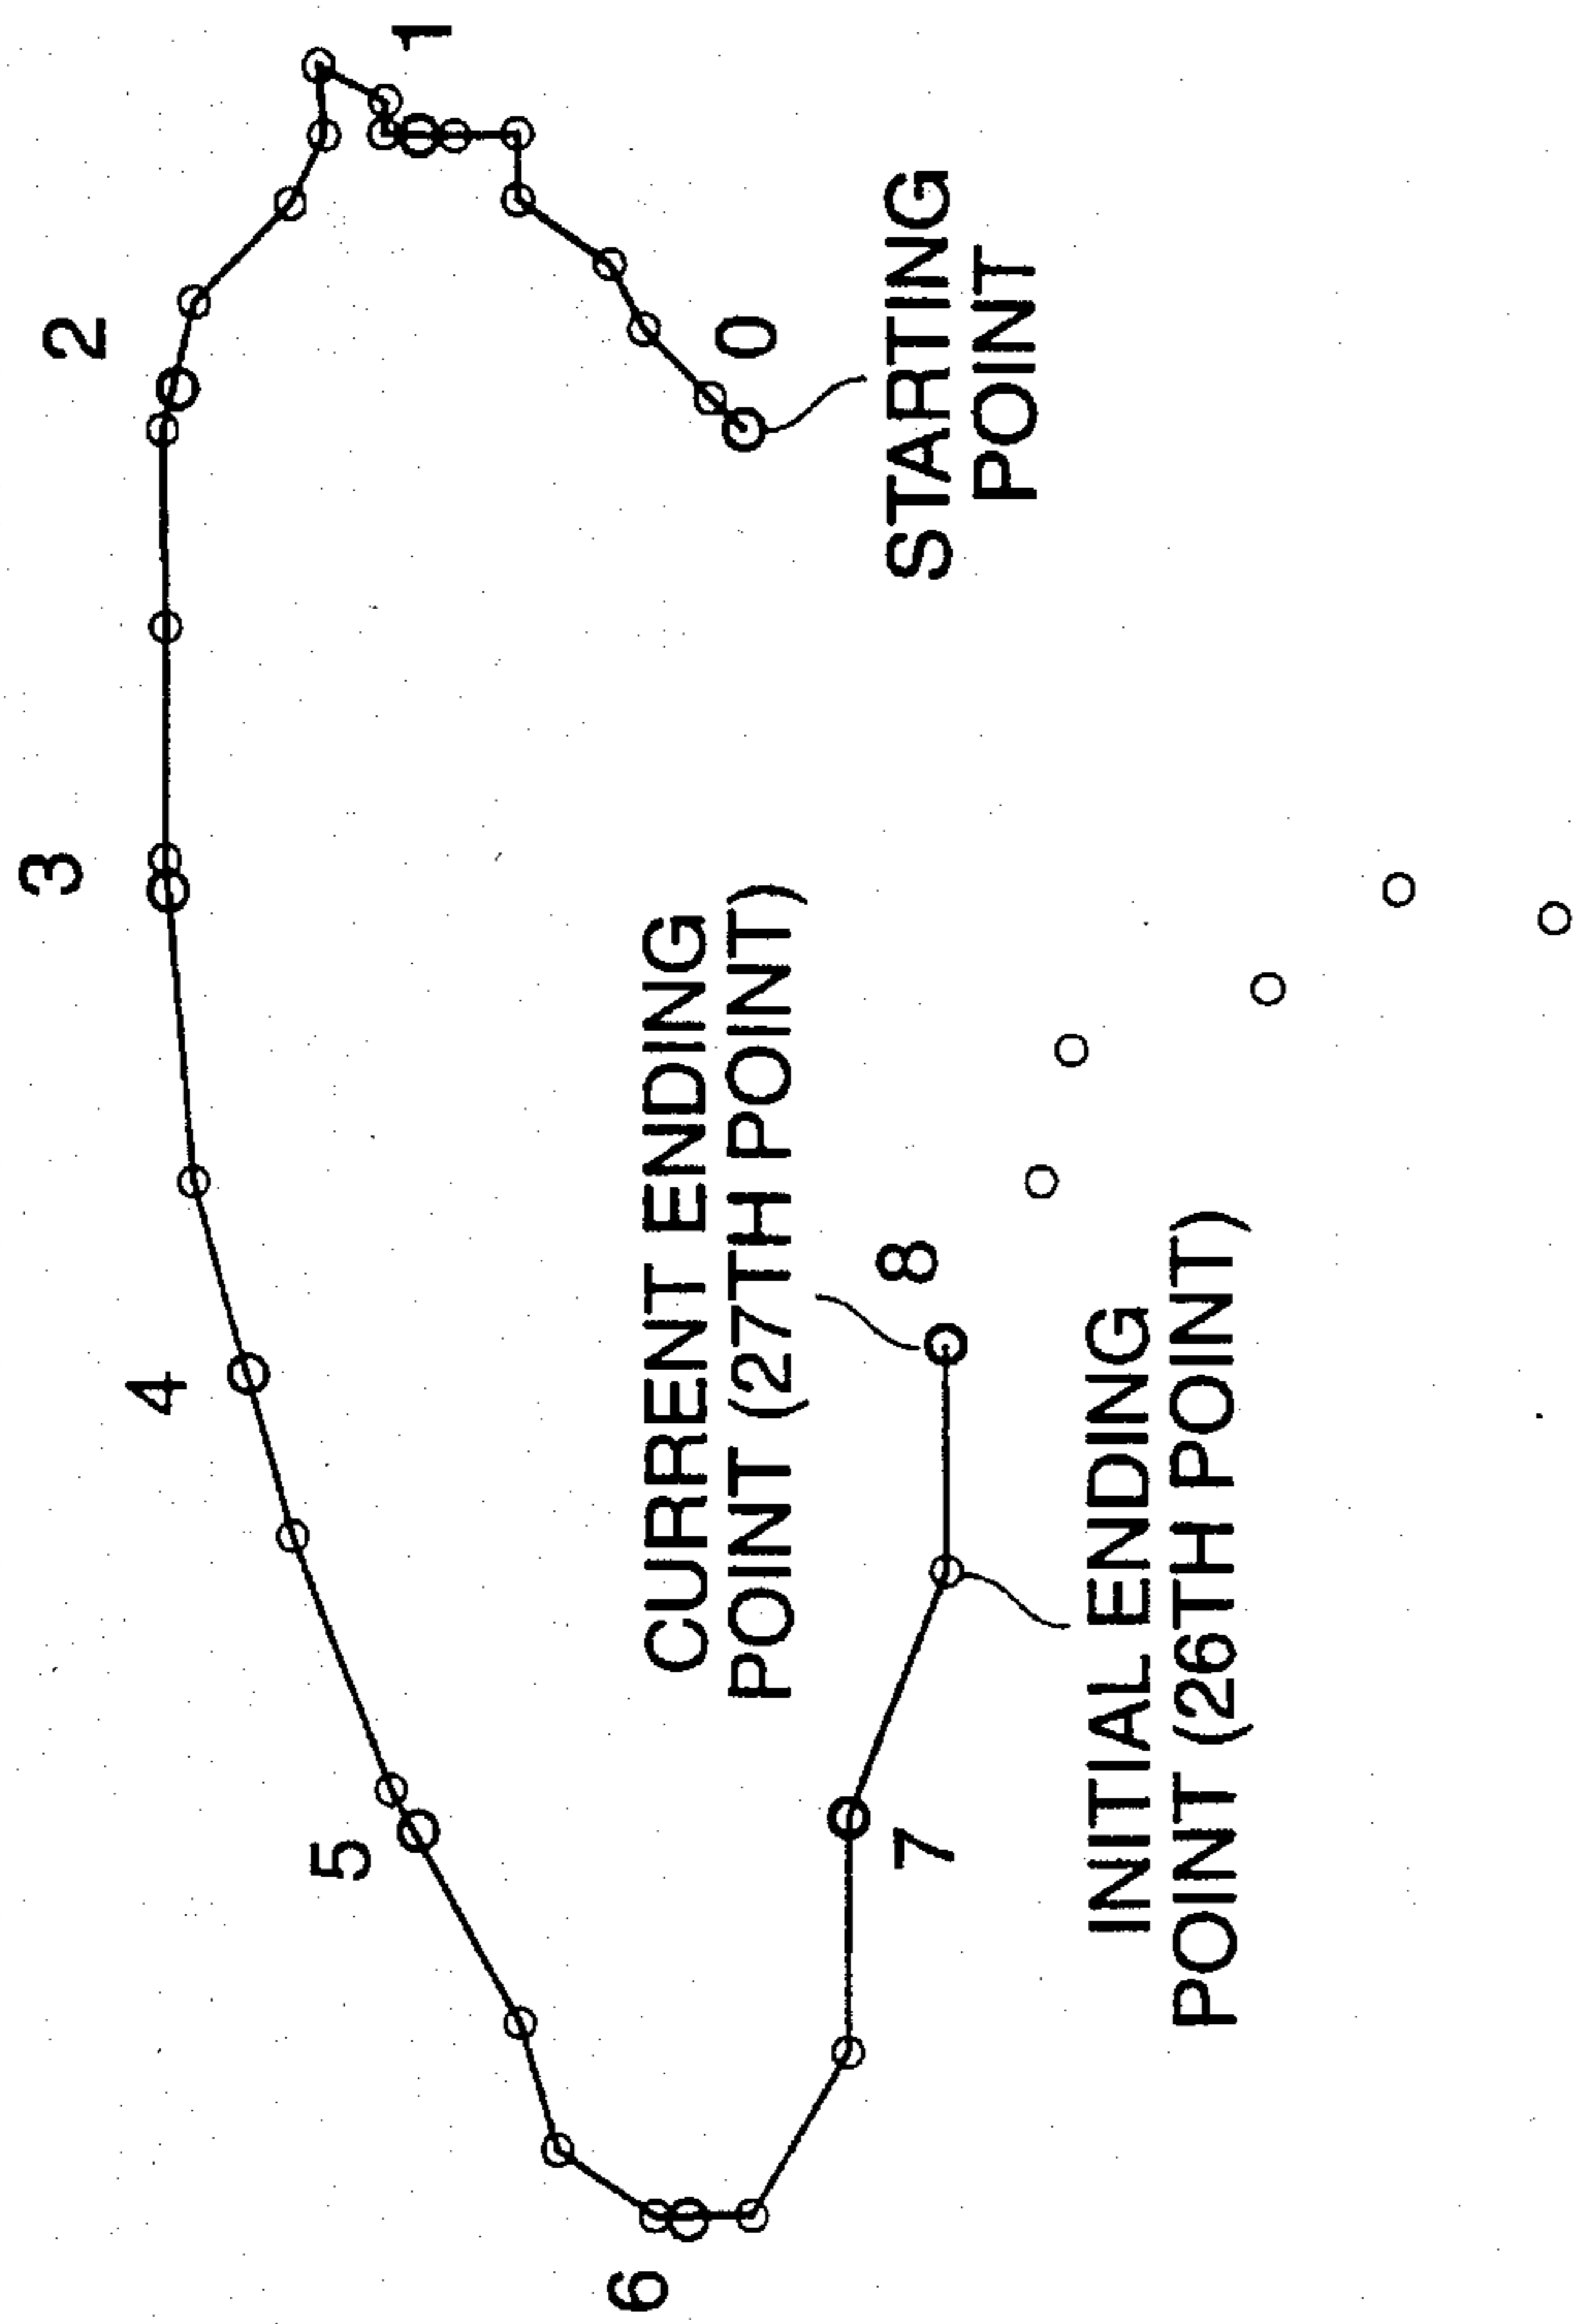 3
2
4
5
1
6
CURRENT ENDING
POINT (27TH POINT)
0
8
7
STARTING
POINT
INITIAL ENDING
POINT (26TH POINT)